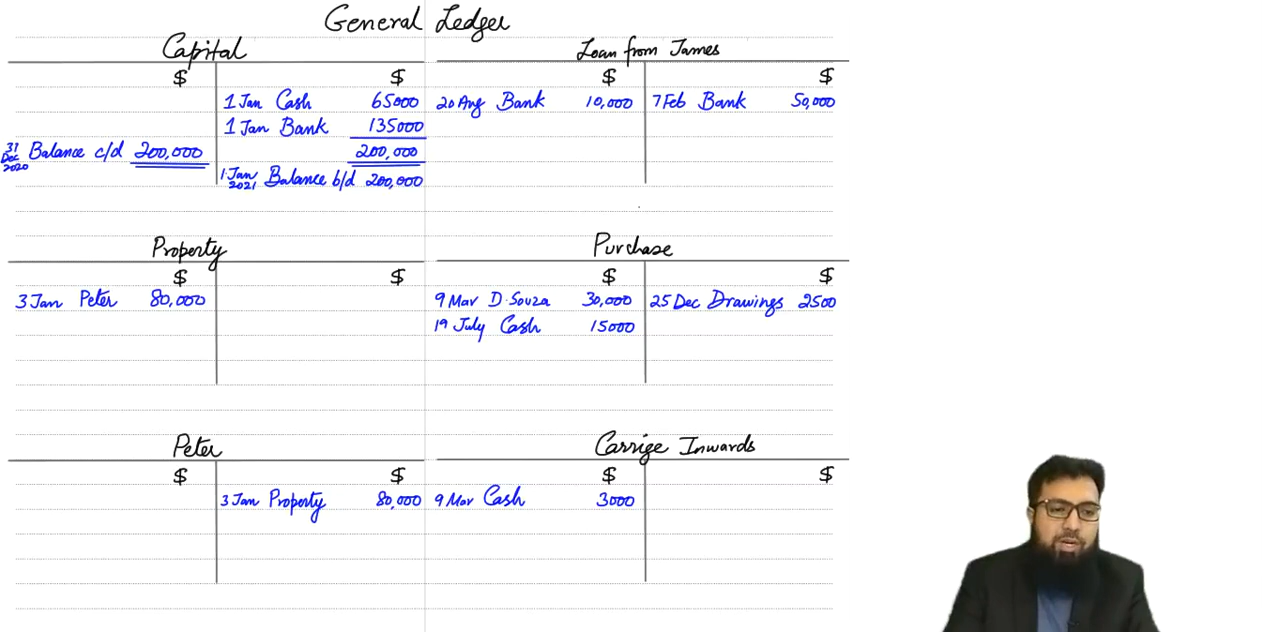 General Ledger
Capital
$ $
1 Jan Cash 65000
1 Jan Bank 135000
31 Dec 2020 Balance c/d 200,000 200,000
1 Jan 2021 Balance b/d 200,000
Loan from James
$ $
20 Aug Bank 10,000 7 Feb Bank 50,000
Property
$ $
3 Jan Peter 80,000
Purchase
$ $
9 Mar D.Souza 30,000 25 Dec Drawings 2500
19 July Cash 15000
Peter
$ $
3 Jan Property 80,000
Carrige Inwards
$ $
9 Mar Cash 3000